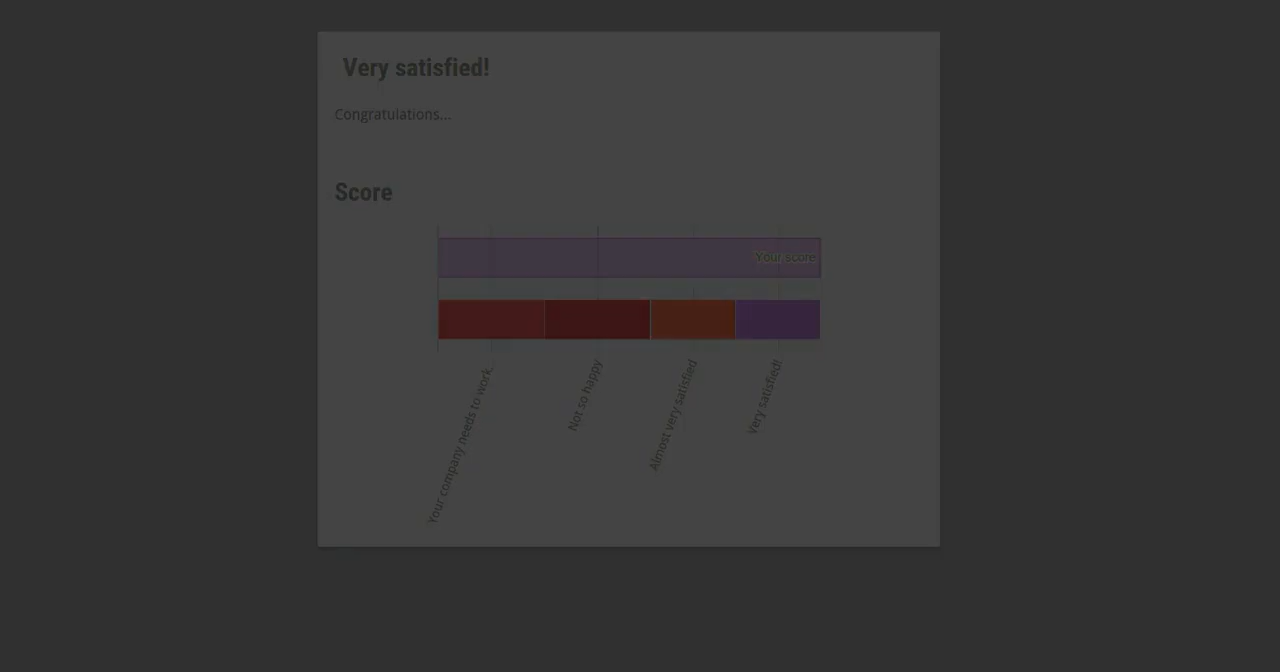 Very satisfied!
Congratulations...
Score
Your score
Your company needs to work..
Not so happy
Almost very satisfied
Very satisfied!